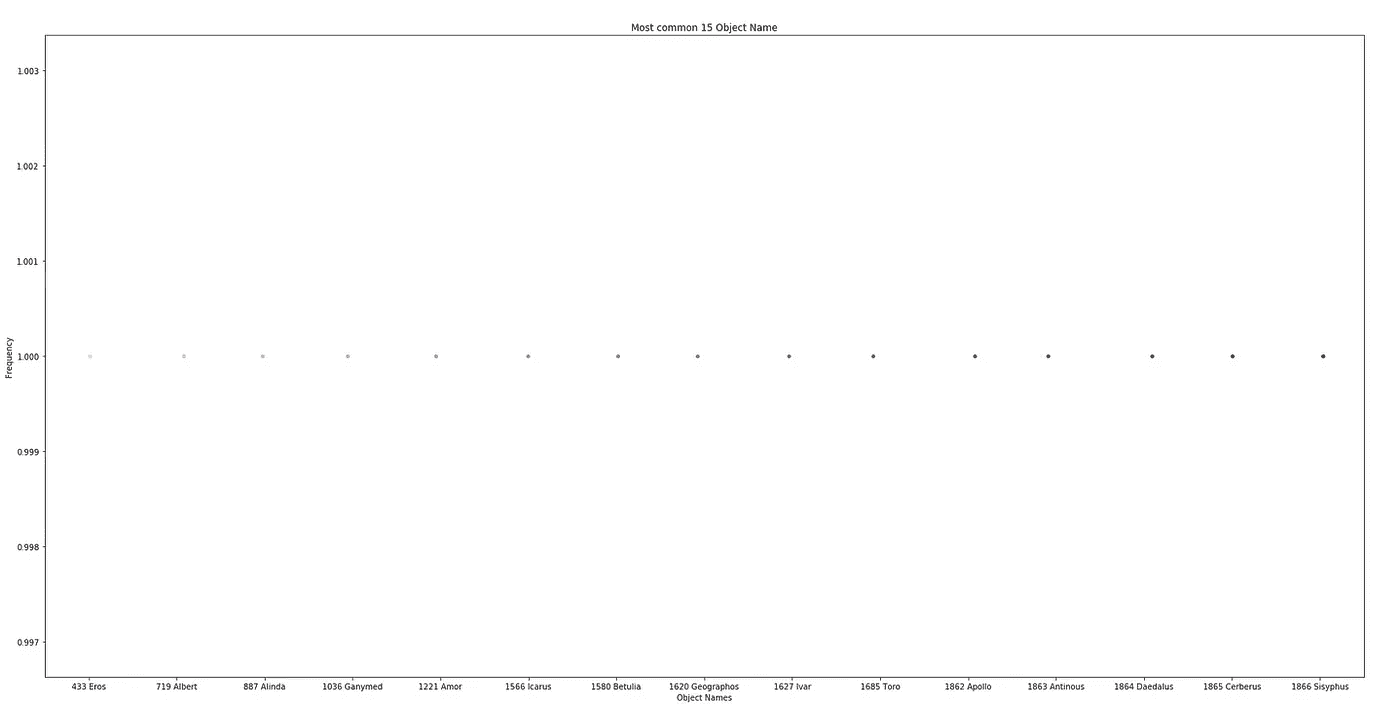 Most common 15 Object Name
1.003
1.002
1.001
1.000
0.999
0.998
0.997
Frequency
433 Eros
719 Albert
887 Alinda
1036 Ganymed
1221 Amor
1566 Icarus
1580 Betulia
1620 Geographos
1627 Ivar
1685 Toro
1862 Apollo
1863 Antinous
1864 Daedalus
1865 Cerberus
1866 Sisyphus
Object Names